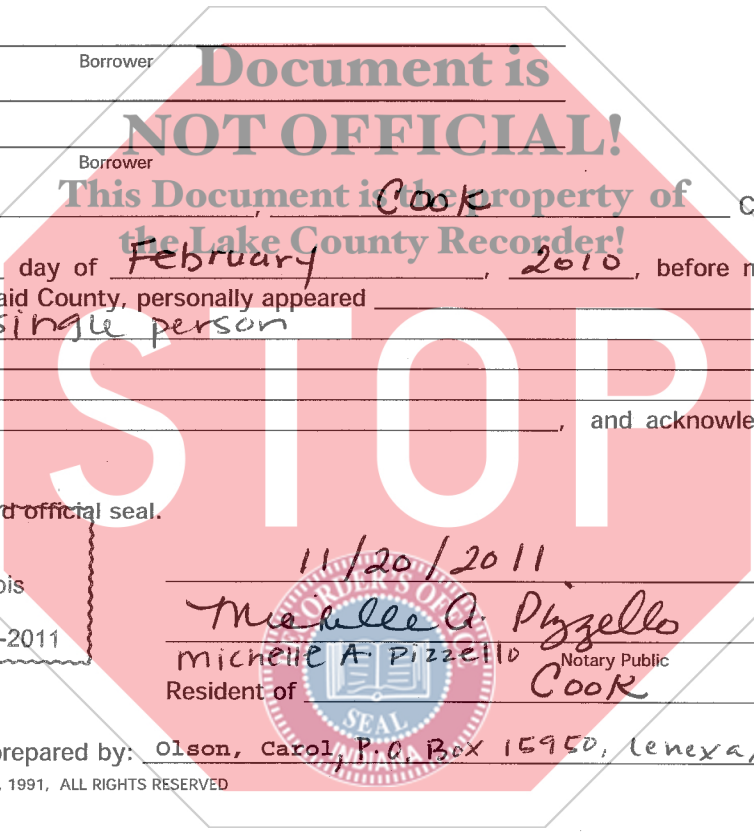 Borrower
Document is
NOT OFFICIAL!
Borrower
This Document is the property of
Cook
the Lake County Recorder!
day of February, 2010, before
aid County, personally appeared
single person
STOP
, and acknowle
d official seal.
11/20/2011
ois
Michelle A. Pizzello
-2011
Michelle A. Pizzello Notary Public
Resident of Cook
RECORDER'S OFFICE
SEAL
INDIANA
prepared by: Olson, Carol, P.O. Box 15950, Lenexa,
, 1991, ALL RIGHTS RESERVED